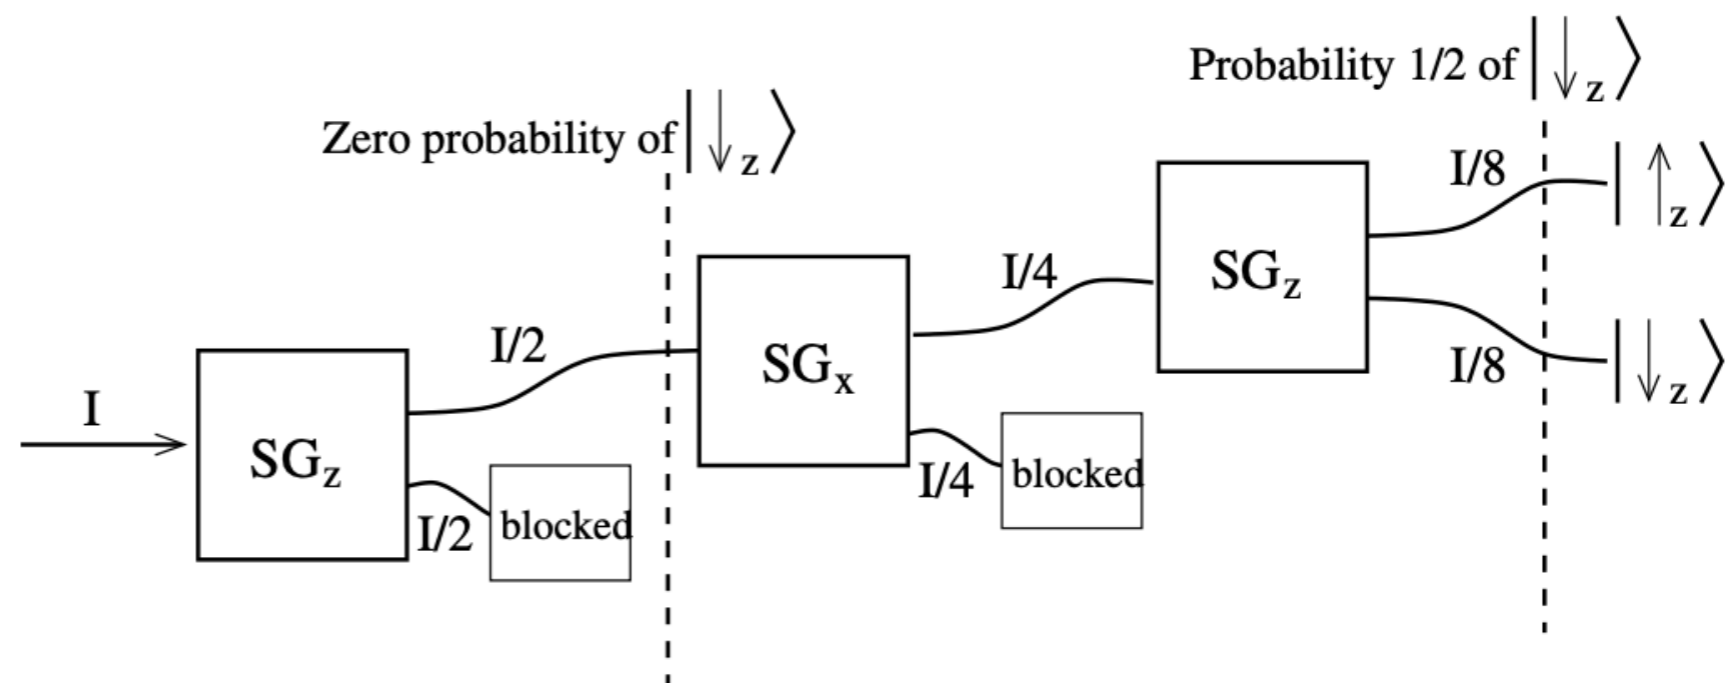 Probability 1/2 of |↓z⟩
Zero probability of |↓z⟩
I
SGz
I/2
I/2
blocked
SGx
I/4
I/4
blocked
SGz
I/8
|↑z⟩
I/8
|↓z⟩